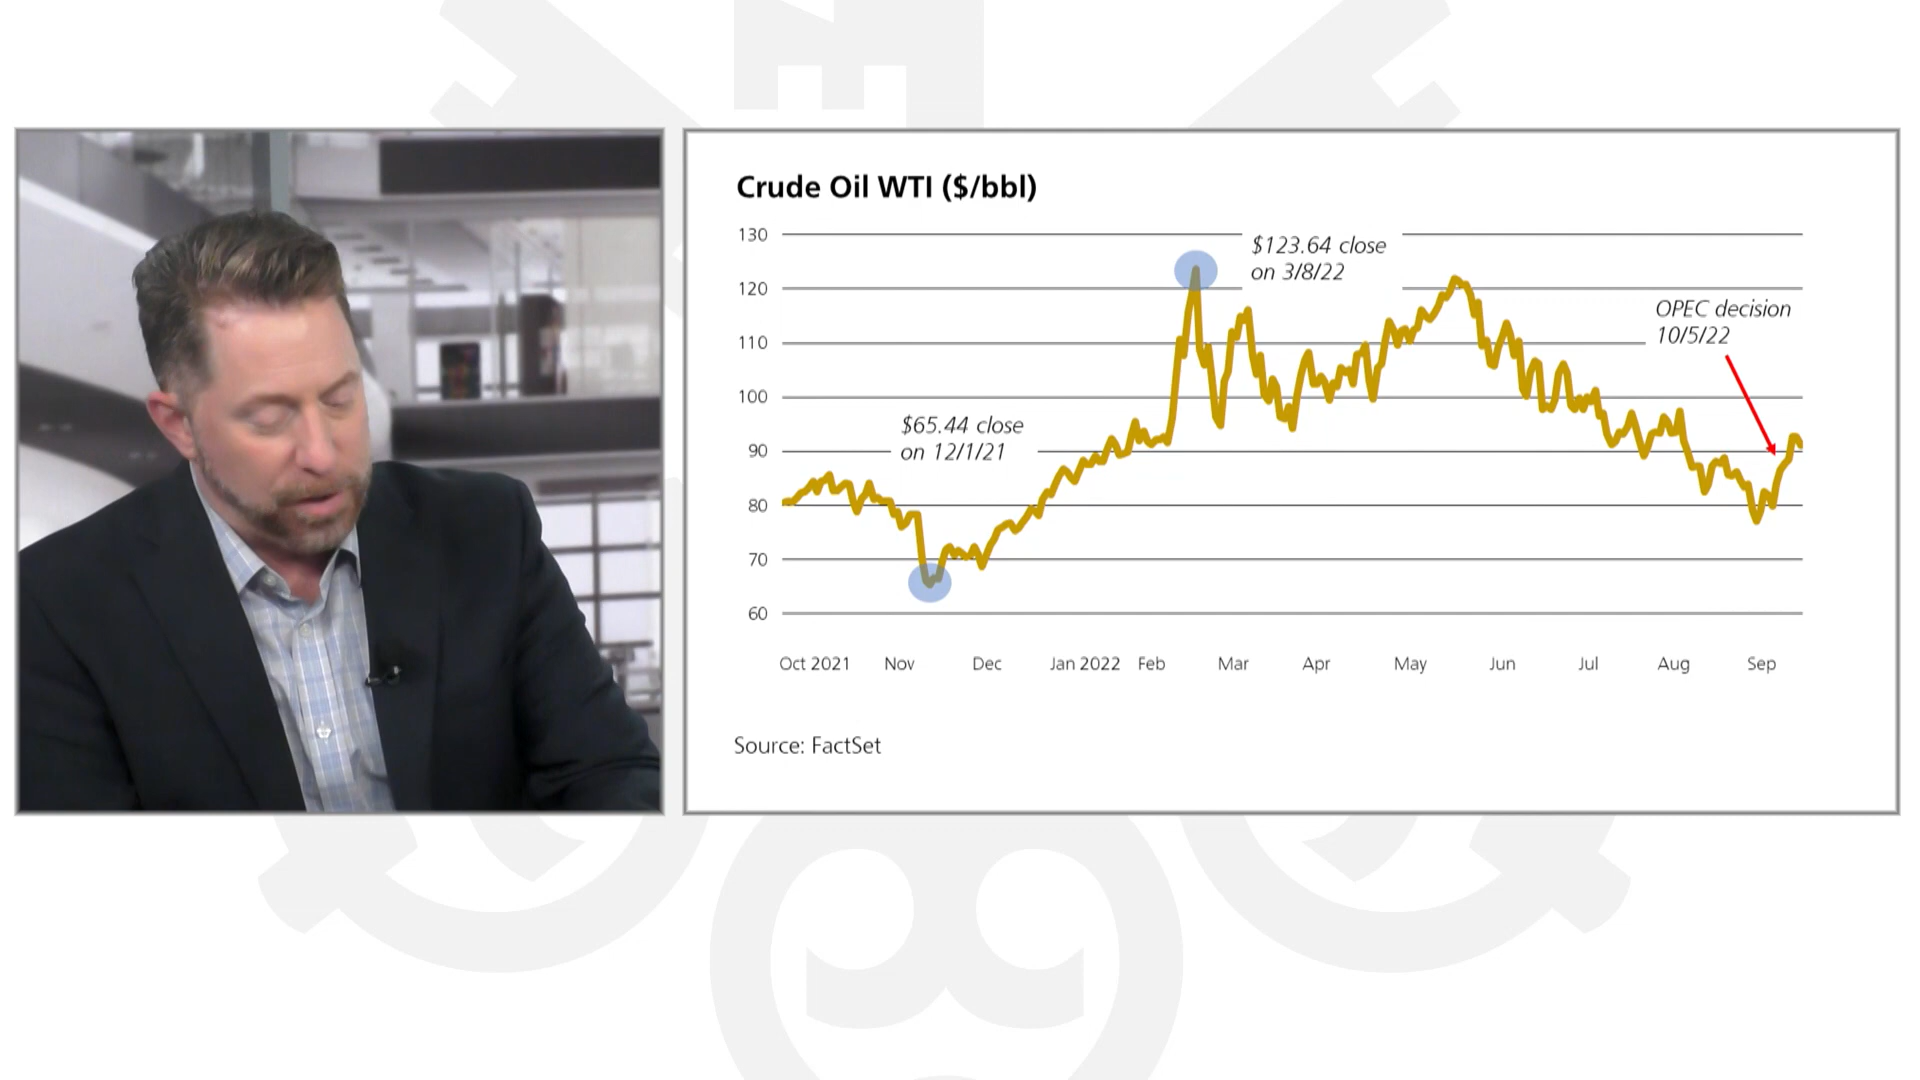 Crude Oil WTI ($/bbl)
130
120
110
100
90
80
70
60
$123.64 close
on 3/8/22
OPEC decision
10/5/22
$65.44 close
on 12/1/21
Oct 2021 Nov Dec Jan 2022 Feb Mar Apr May Jun Jul Aug Sep
Source: FactSet